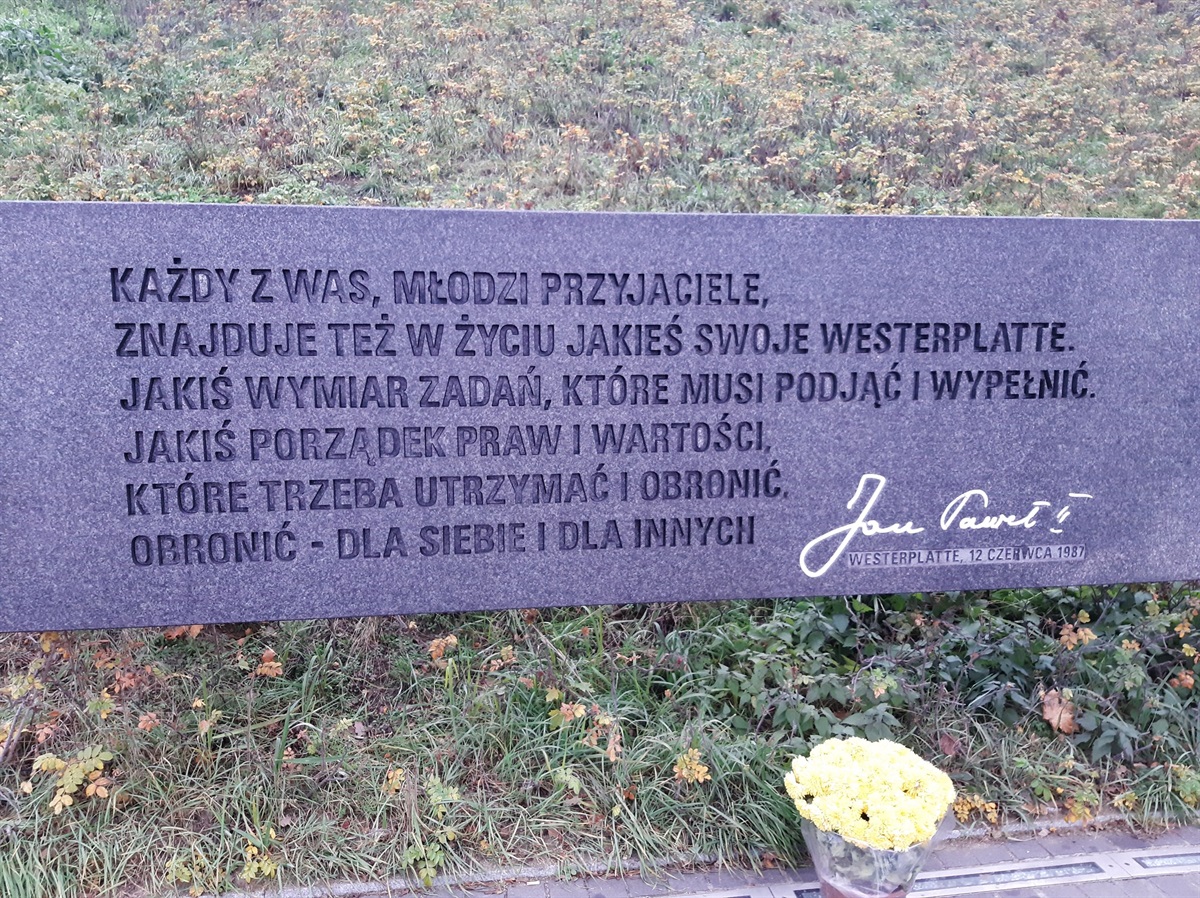 KAŻDY Z WAS, MŁODZI PRZYJACIELE,
ZNAJDUJE TEŻ W ŻYCIU JAKIEŚ SWOJE WESTERPLATTE.
JAKIŚ WYMIAR ZADAŃ, KTÓRE MUSI PODJĄĆ I WYPEŁNIĆ.
JAKIŚ PORZĄDEK PRAW I WARTOŚCI,
KTÓRE TRZEBA UTRZYMAĆ I OBRONIĆ.
OBRONIĆ - DLA SIEBIE I DLA INNYCH
Jan Paweł II
WESTERPLATTE, 12 CZERWCA 1987